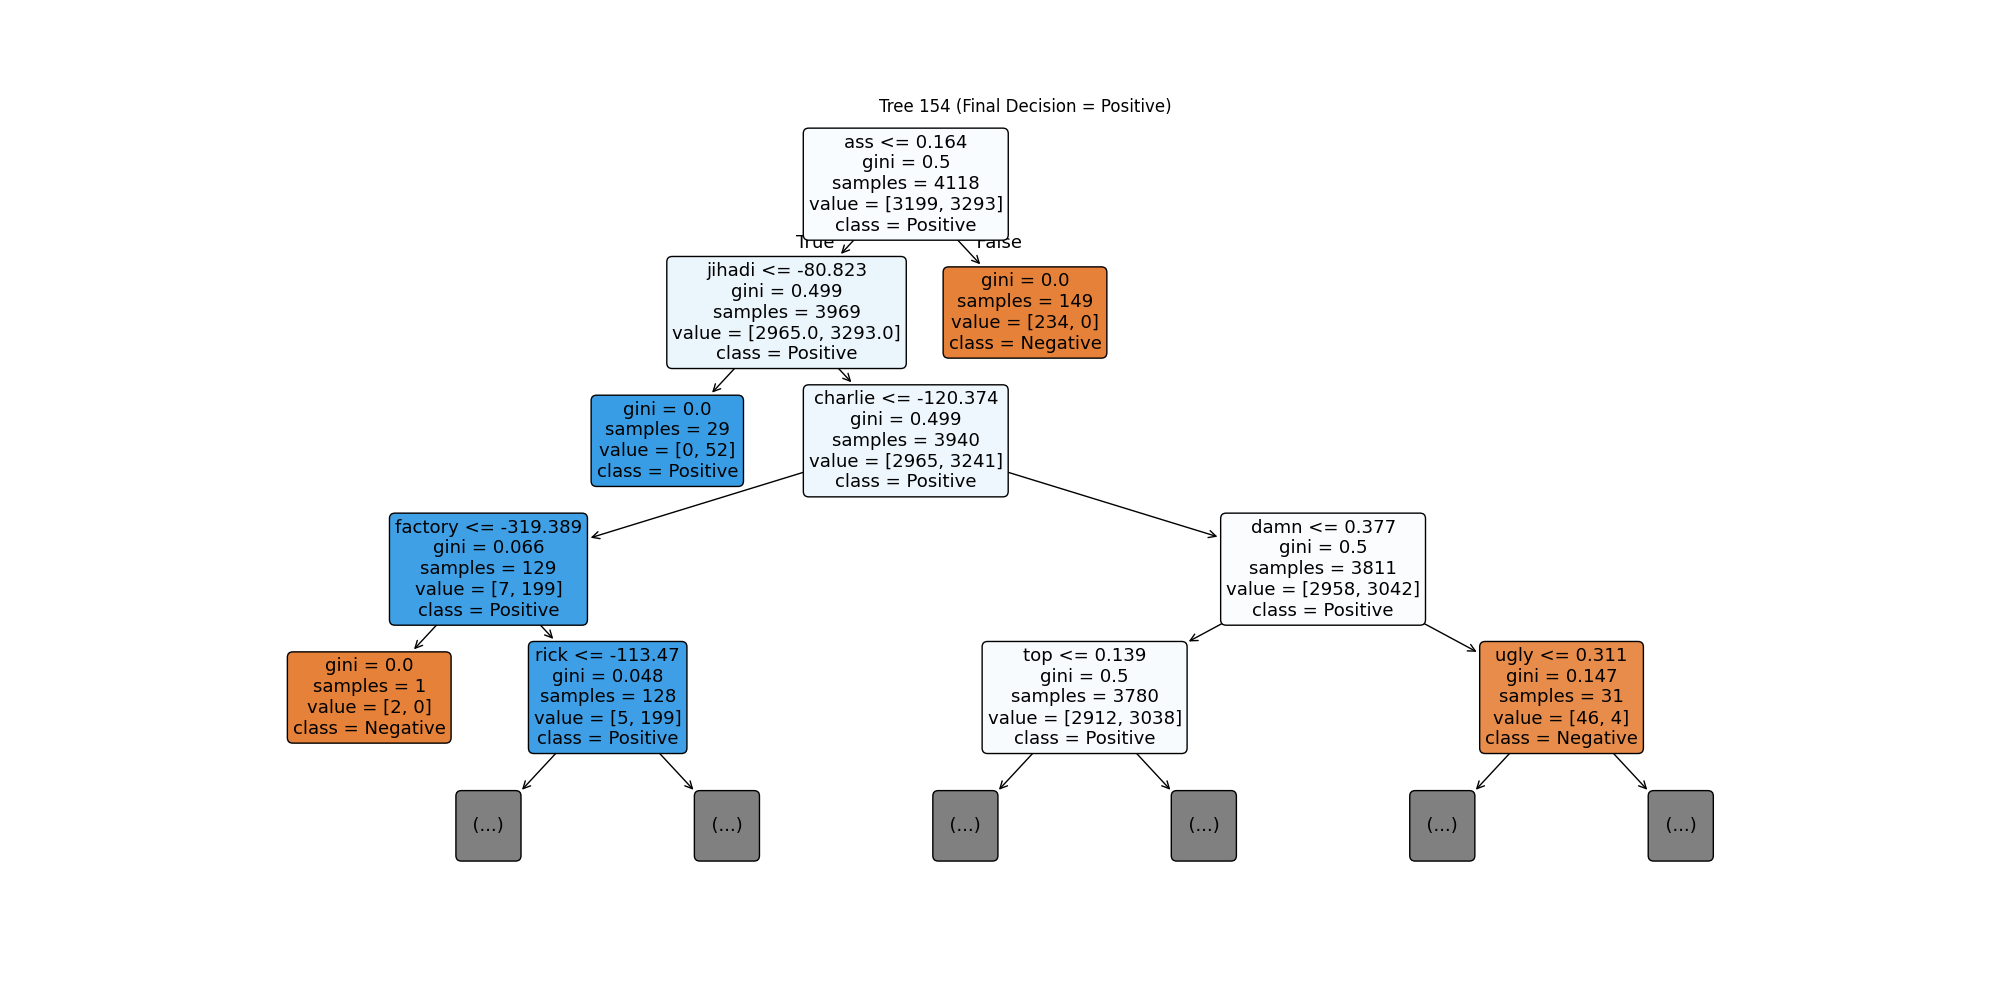 Tree 154 (Final Decision = Positive)
ass <= 0.164
gini = 0.5
samples = 4118
value = [3199, 3293]
class = Positive
True
False
jihadi <= -80.823
gini = 0.499
samples = 3969
value = [2965.0, 3293.0]
class = Positive
gini = 0.0
samples = 149
value = [234, 0]
class = Negative
gini = 0.0
samples = 29
value = [0, 52]
class = Positive
charlie <= -120.374
gini = 0.499
samples = 3940
value = [2965, 3241]
class = Positive
factory <= -319.389
gini = 0.066
samples = 129
value = [7, 199]
class = Positive
damn <= 0.377
gini = 0.5
samples = 3811
value = [2958, 3042]
class = Positive
gini = 0.0
samples = 1
value = [2, 0]
class = Negative
rick <= -113.47
gini = 0.048
samples = 128
value = [5, 199]
class = Positive
top <= 0.139
gini = 0.5
samples = 3780
value = [2912, 3038]
class = Positive
ugly <= 0.311
gini = 0.147
samples = 31
value = [46, 4]
class = Negative
(...)
(...)
(...)
(...)
(...)
(...)